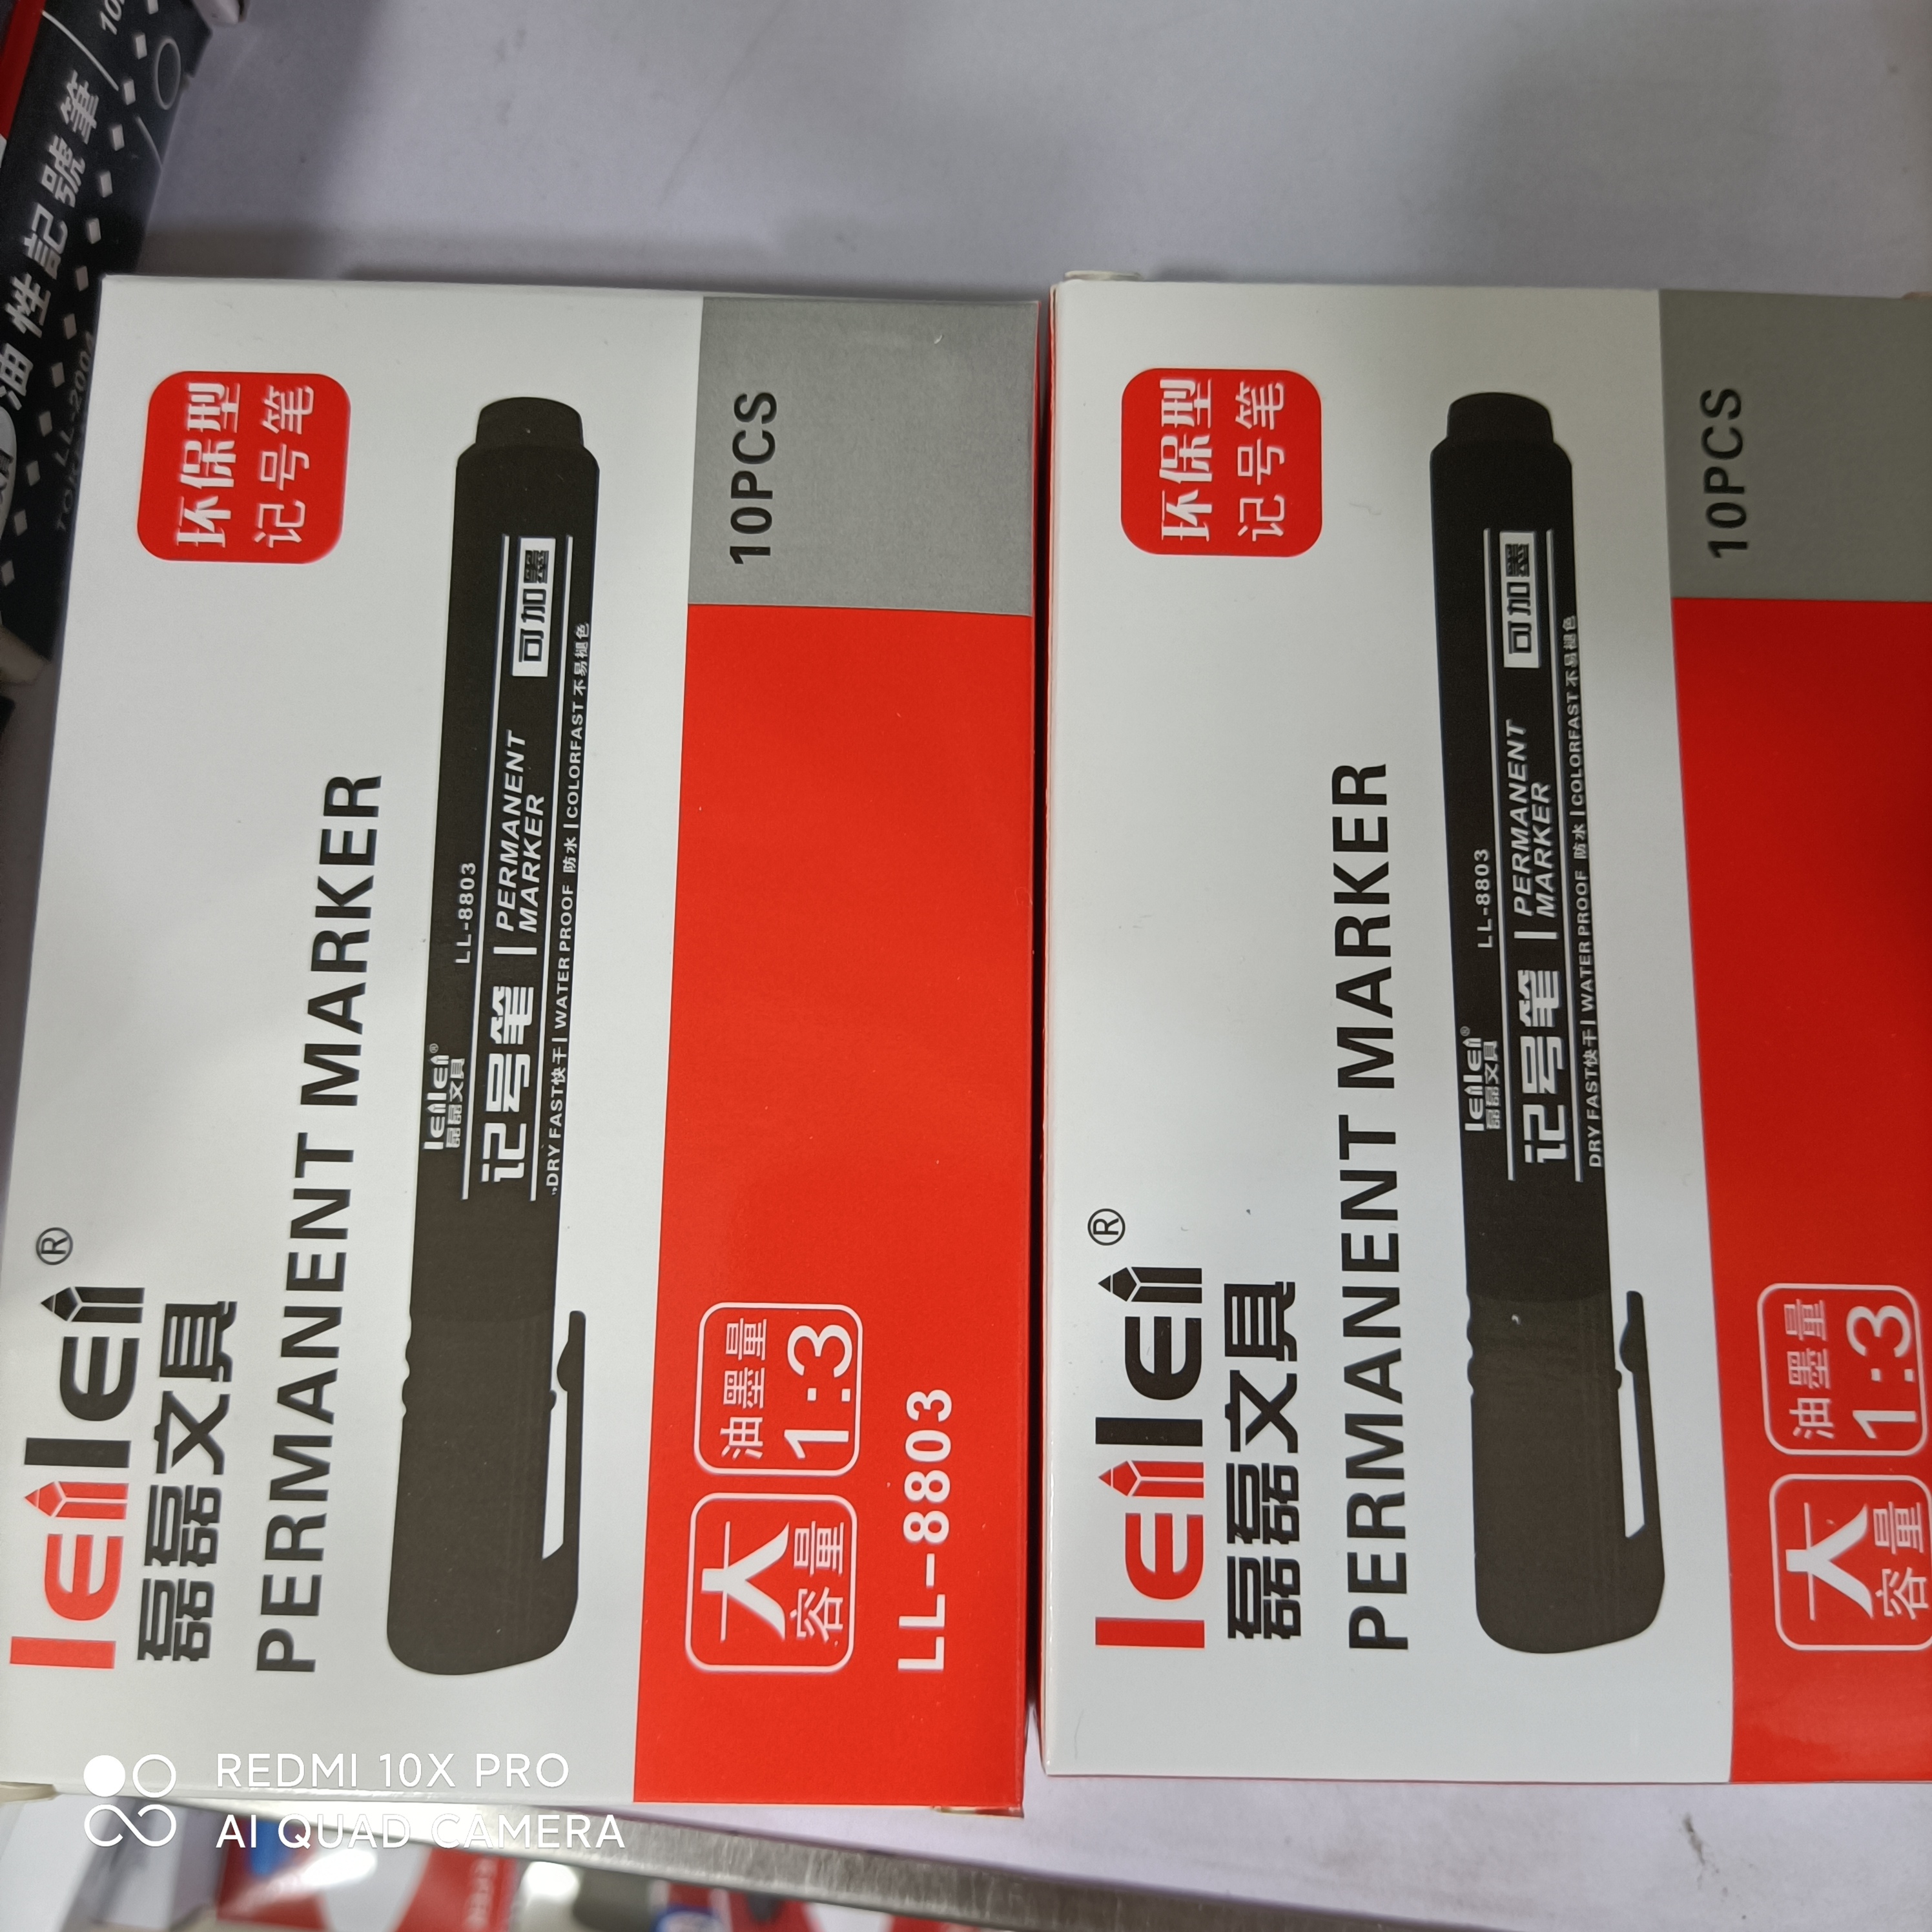 leilei®
磊磊文具
PERMANENT MARKER
环保型
记号笔
leilei®
磊磊文具
LL-8803
记号笔 | PERMANENT
MARKER
可加墨
DRY FAST快干 | WATER PROOF 防水 | COLORFAST 不易褪色
10PCS
大
容量
油墨量
1:3
LL-8803
leilei®
磊磊文具
PERMANENT MARKER
环保型
记号笔
leilei®
磊磊文具
LL-8803
记号笔 | PERMANENT
MARKER
可加墨
DRY FAST快干 | WATER PROOF 防水 | COLORFAST 不易褪色
10PCS
大
容量
油墨量
1:3
油性記號筆
LL-2004
REDMI 10X PRO
AI QUAD CAMERA